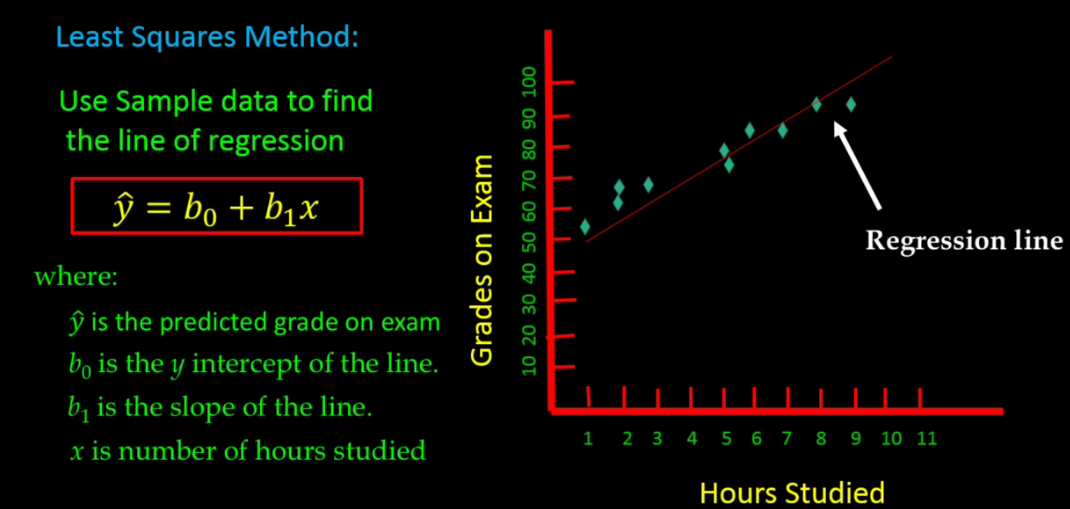 Least Squares Method:
Use Sample data to find
the line of regression
ŷ = b₀ + b₁x
where:
ŷ is the predicted grade on exam
b₀ is the y intercept of the line.
b₁ is the slope of the line.
x is number of hours studied
Grades on Exam
10 20 30 40 50 60 70 80 90 100
Regression line
1 2 3 4 5 6 7 8 9 10 11
Hours Studied